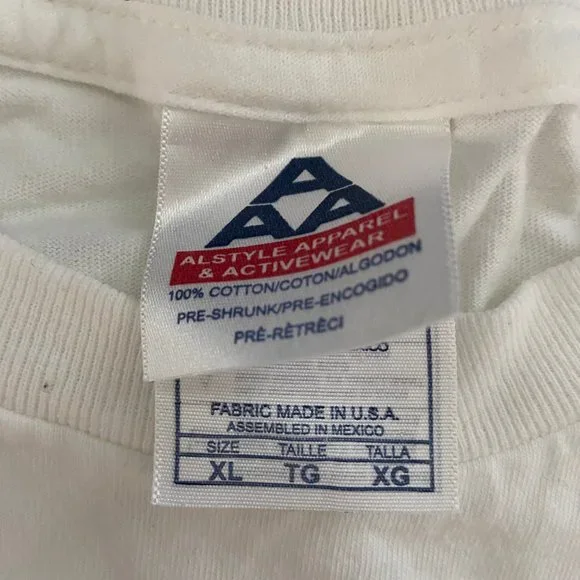 A
A A
ALSTYLE APPAREL
& ACTIVEWEAR
100% COTTON/COTON/ALGODON
PRE-SHRUNK/PRE-ENCOGIDO
PRÉ-RÈTRÈCI
FABRIC MADE IN U.S.A.
ASSEMBLED IN MEXICO
SIZE TAILLE TALLA
XL TG XG